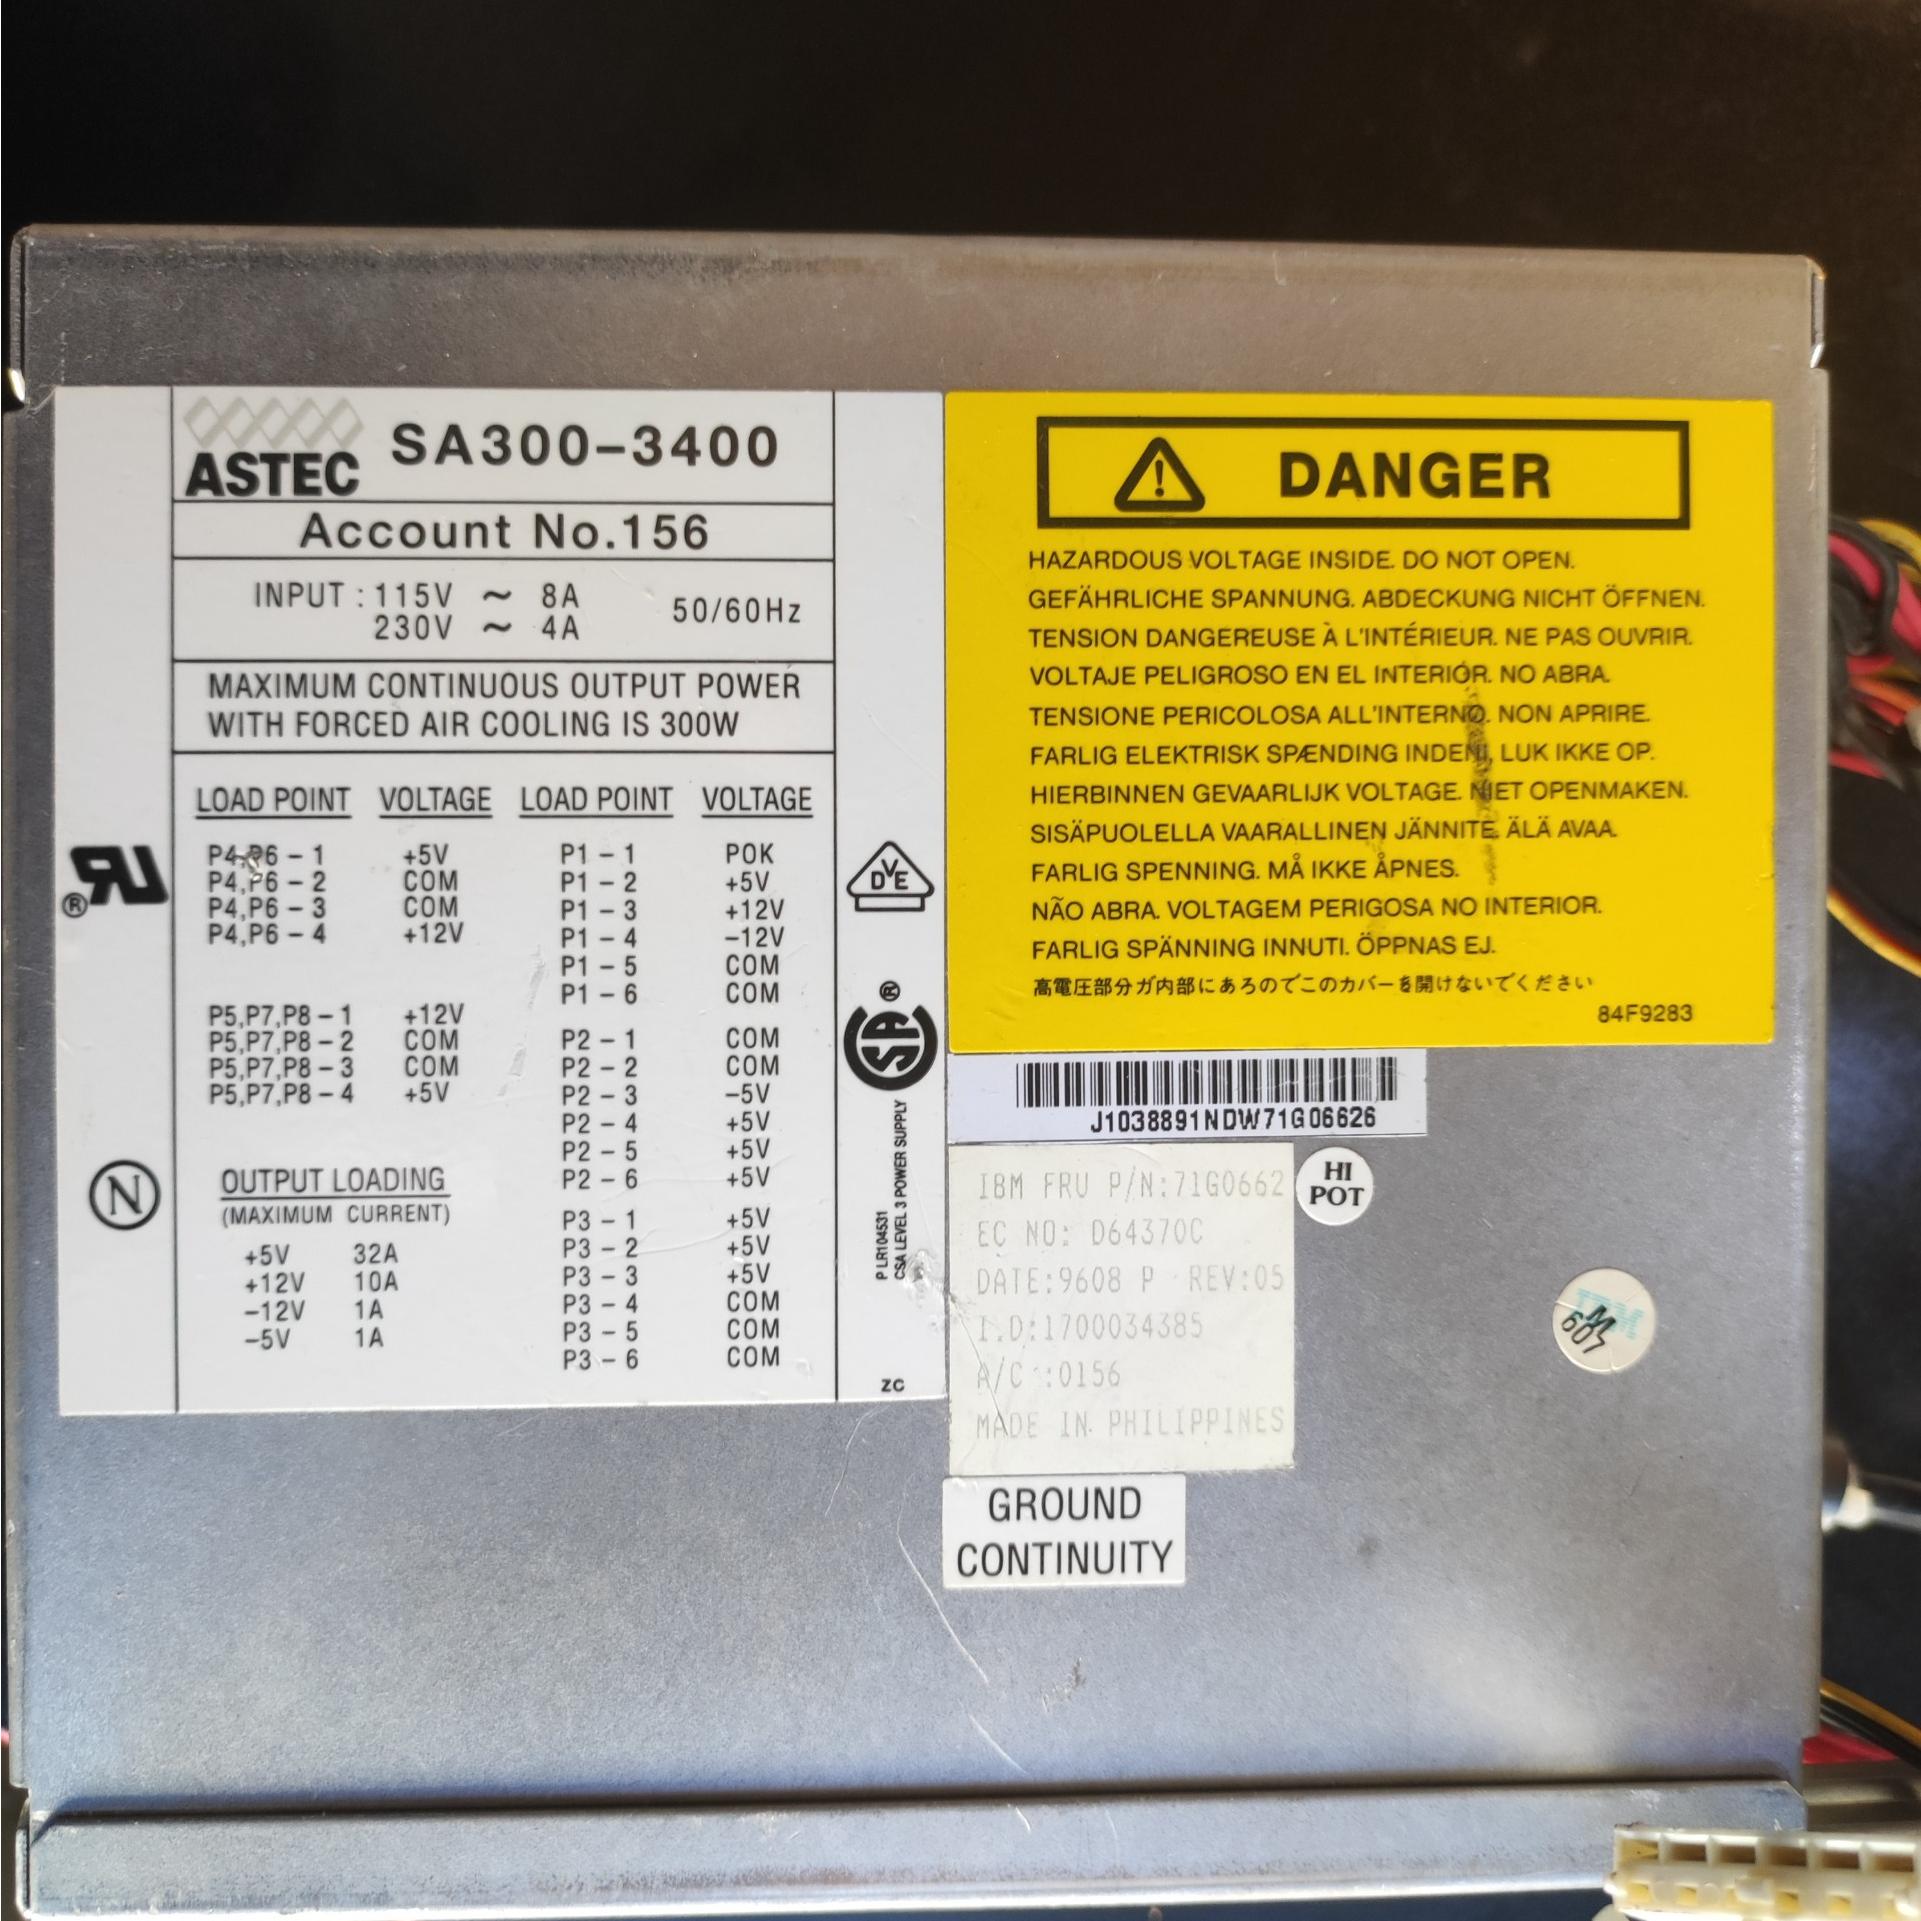 ASTEC SA300-3400
Account No.156
INPUT : 115V ~ 8A 50/60Hz
230V ~ 4A
MAXIMUM CONTINUOUS OUTPUT POWER
WITH FORCED AIR COOLING IS 300W
LOAD POINT VOLTAGE
P4,P6 - 1 +5V
P4,P6 - 2 COM
P4,P6 - 3 COM
P4,P6 - 4 +12V
P5,P7,P8 - 1 +12V
P5,P7,P8 - 2 COM
P5,P7,P8 - 3 COM
P5,P7,P8 - 4 +5V
OUTPUT LOADING
(MAXIMUM CURRENT)
+5V 32A
+12V 10A
-12V 1A
-5V 1A
LOAD POINT VOLTAGE
P1 - 1 POK
P1 - 2 +5V
P1 - 3 +12V
P1 - 4 -12V
P1 - 5 COM
P1 - 6 COM
P2 - 1 COM
P2 - 2 COM
P2 - 3 -5V
P2 - 4 +5V
P2 - 5 +5V
P2 - 6 +5V
P3 - 1 +5V
P3 - 2 +5V
P3 - 3 +5V
P3 - 4 COM
P3 - 5 COM
P3 - 6 COM
®
N
DVE
®
SA
P LR104531
CSA LEVEL 3 POWER SUPPLY
ZC
DANGER
HAZARDOUS VOLTAGE INSIDE. DO NOT OPEN.
GEFÄHRLICHE SPANNUNG. ABDECKUNG NICHT ÖFFNEN.
TENSION DANGEREUSE À L'INTÉRIEUR. NE PAS OUVRIR.
VOLTAJE PELIGROSO EN EL INTERIOR. NO ABRA.
TENSIONE PERICOLOSA ALL'INTERNO. NON APRIRE.
FARLIG ELEKTRISK SPÆNDING INDENI, LUK IKKE OP.
HIERBINNEN GEVAARLIJK VOLTAGE. NIET OPENMAKEN.
SISÄPUOLELLA VAARALLINEN JÄNNITE. ÄLÄ AVAA.
FARLIG SPENNING. MÅ IKKE ÅPNES.
NÃO ABRA. VOLTAGEM PERIGOSA NO INTERIOR.
FARLIG SPÄNNING INNUTI. ÖPPNAS EJ.
高電圧部分ガ内部にあるのでこのカバーを開けないでください
84F9283
J1038891NDW71G06626
IBM FRU P/N:71G0662
EC NO: D64370C
DATE:9608 P REV:05
I.D:1700034385
A/C :0156
MADE IN PHILIPPINES
HI
POT
GROUND
CONTINUITY